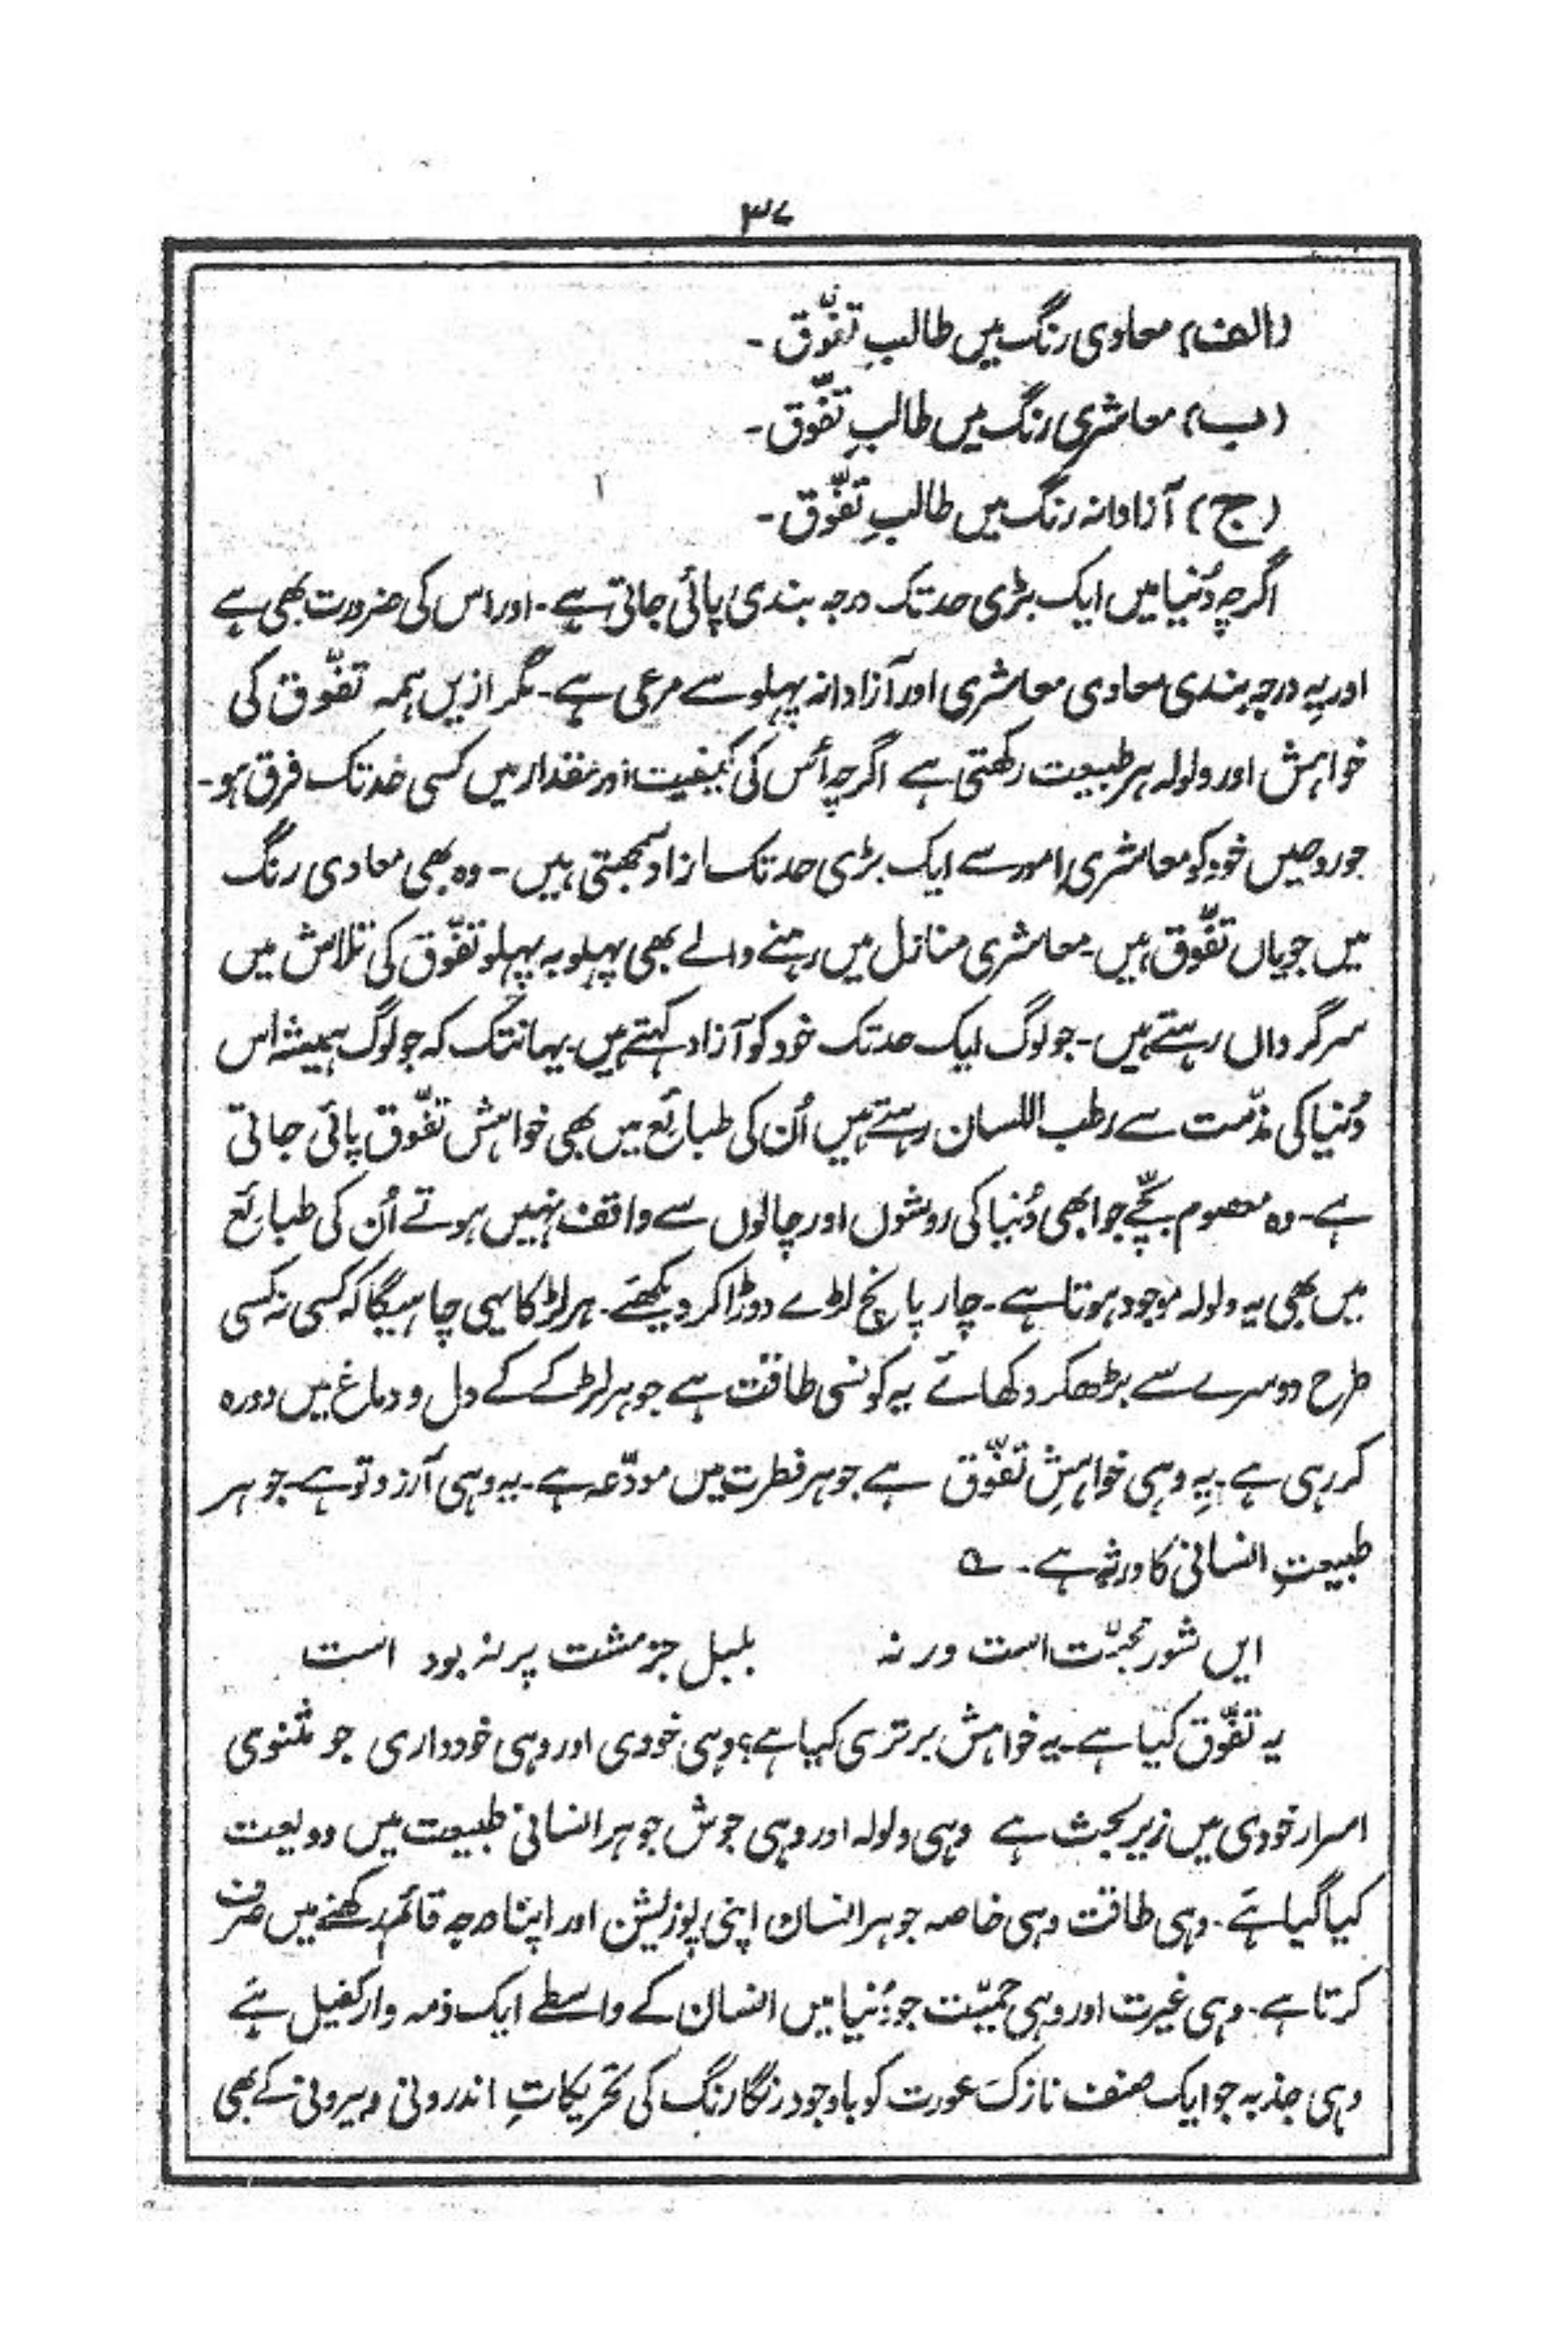 ۳۷
(الف) معاوی رنگ میں طالبِ تفوّق ۔
(ب) معاشری رنگ میں طالبِ تفوّق ۔
(ج) آزادانہ رنگ میں طالبِ تفوّق ۔
اگرچہ دُنیا میں ایک بڑی حد تک درجہ بندی پائی جاتی ہے ۔ اور اس کی ضرورت بھی ہے
اور یہ درجہ بندی معاوی معاشری اور آزادانہ پہلو سے مرعی ہے ۔ مگر ازیں ہمہ تفوّق کی
خواہش اور ولولہ ہر طبیعت رکھتی ہے اگرچہ اُس کی کیفیت اور مقدار میں کسی حد تک فرق ہو ۔
جو روحیں خود کو معاشری امور سے ایک بڑی حد تک آزاد سمجھتی ہیں ۔ وہ بھی معادی رنگ
میں جویاں تفوّق ہیں ۔ معاشری منازل میں رہنے والے بھی پہلو بہ پہلو تفوّق کی تلاش میں
سرگرداں رہتے ہیں ۔ جو لوگ ایک حد تک خود کو آزاد کہتے ہیں ۔ یہانتک کہ جو لوگ ہمیشہ اس
دُنیا کی مذمّت سے رطب اللسان رہتے ہیں اُن کی طبائع میں بھی خواہش تفوّق پائی جاتی
ہے ۔ وہ معصوم بچّے جو ابھی دُنیا کی روشوں اور چالوں سے واقف نہیں ہوتے اُن کی طبائع
میں بھی یہ ولولہ موجود ہوتا ہے ۔ چار پانچ لڑکے دوڑا کر دیکھئے ۔ ہر لڑکا یہی چاہیگا کہ کسی نہ کسی
طرح دوسرے سے بڑھکر دکھائے یہ کونسی طاقت ہے جو ہر لڑکے کے دل و دماغ میں دورہ
کر رہی ہے ۔ یہ وہی خواہشِ تفوّق ہے جو ہر فطرت میں مودّعہ ہے ۔ یہ وہی آرزو تو ہے ۔ جو ہر
طبیعتِ انسانی کا ورثہ ہے ۔ ؎
ایں شور محبّت است ورنہ بلبل جز مشت پر نہ بود است
یہ تفوّق کیا ہے ۔ یہ خواہش برتری کیا ہے؟ وہی خودی اور وہی خودداری جو مثنوی
اسرار خودی میں زیر بحث ہے وہی ولولہ اور وہی جوش جو ہر انسانی طبیعت میں ودیعت
کیا گیا ہے ۔ وہی طاقت وہی خاصہ جو ہر انسان اپنی پوزیشن اور اپنا درجہ قائم رکھنے میں صرف
کرتا ہے ۔ وہی غیرت اور وہی حمیّت جو دُنیا میں انسان کے واسطے ایک ذمہ وار کفیل ہے
وہی جذبہ جو ایک صنف نازک عورت کو باوجود رنگا رنگ کی تحریکاتِ اندرونی و بیرونی کے بھی